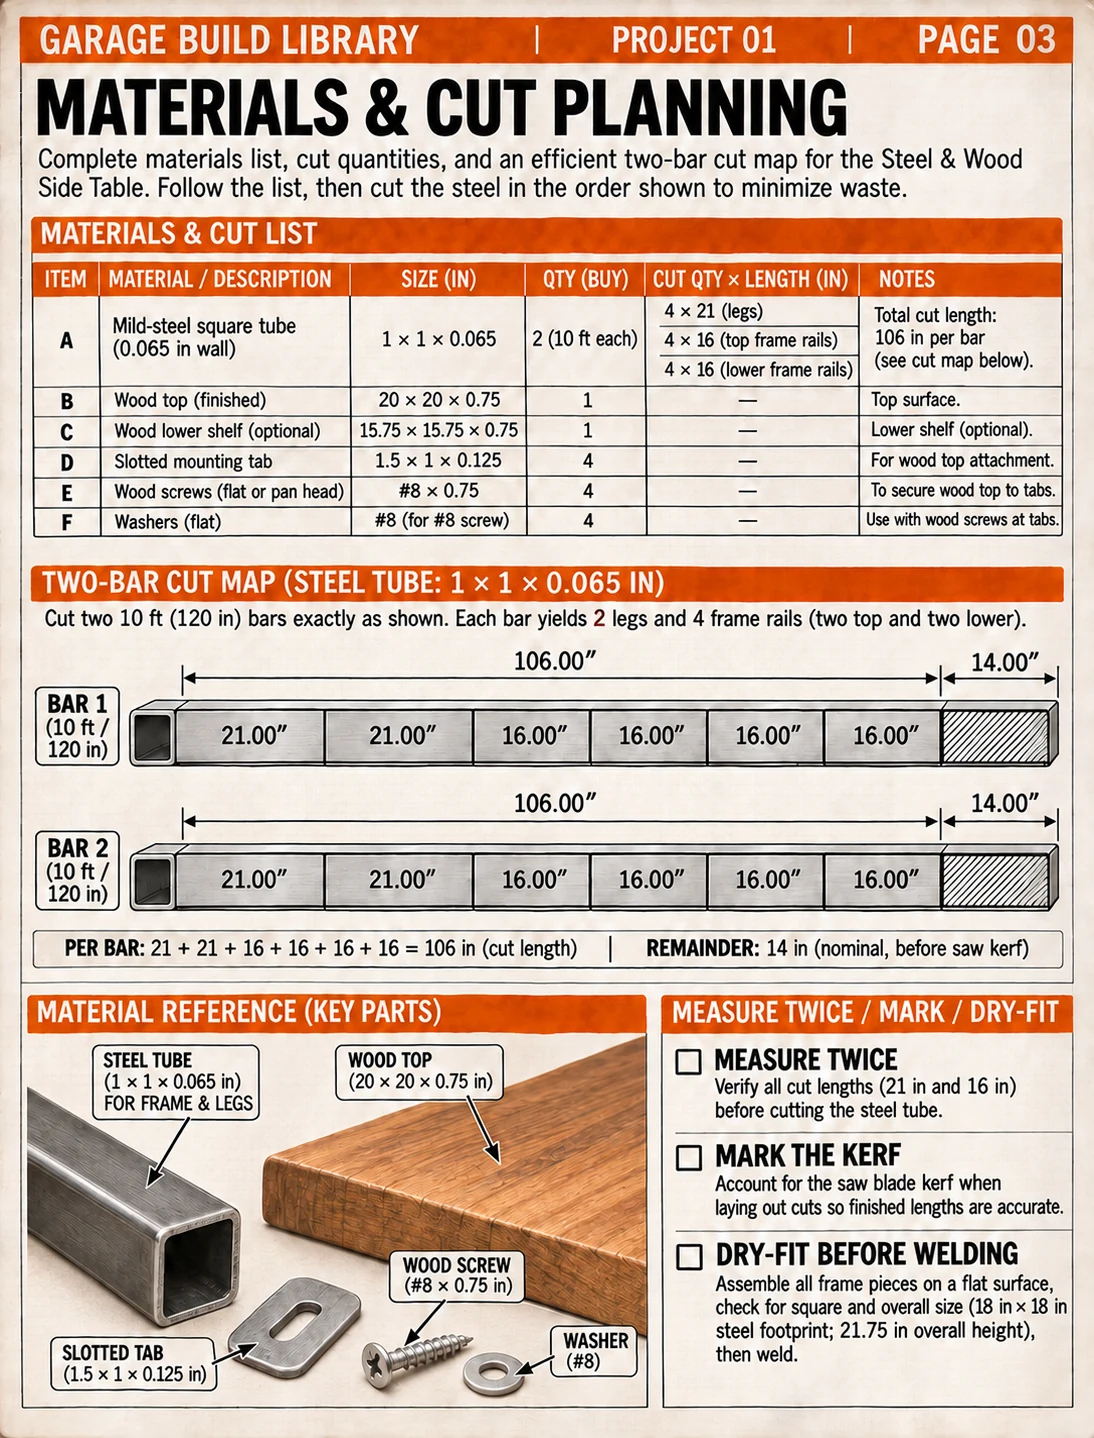 GARAGE BUILD LIBRARY | PROJECT 01 | PAGE 03
MATERIALS & CUT PLANNING
Complete materials list, cut quantities, and an efficient two-bar cut map for the Steel & Wood
Side Table. Follow the list, then cut the steel in the order shown to minimize waste.
MATERIALS & CUT LIST
ITEM MATERIAL / DESCRIPTION SIZE (IN) QTY (BUY) CUT QTY × LENGTH (IN) NOTES
A Mild-steel square tube (0.065 in wall) 1 × 1 × 0.065 2 (10 ft each) 4 × 21 (legs) Total cut length:
4 × 16 (top frame rails) 106 in per bar
4 × 16 (lower frame rails) (see cut map below).
B Wood top (finished) 20 × 20 × 0.75 1 — Top surface.
C Wood lower shelf (optional) 15.75 × 15.75 × 0.75 1 — Lower shelf (optional).
D Slotted mounting tab 1.5 × 1 × 0.125 4 — For wood top attachment.
E Wood screws (flat or pan head) #8 × 0.75 4 — To secure wood top to tabs.
F Washers (flat) #8 (for #8 screw) 4 — Use with wood screws at tabs.
TWO-BAR CUT MAP (STEEL TUBE: 1 × 1 × 0.065 IN)
Cut two 10 ft (120 in) bars exactly as shown. Each bar yields 2 legs and 4 frame rails (two top and two lower).
106.00″ 14.00″
BAR 1
(10 ft /
120 in)
21.00″ 21.00″ 16.00″ 16.00″ 16.00″ 16.00″
106.00″ 14.00″
BAR 2
(10 ft /
120 in)
21.00″ 21.00″ 16.00″ 16.00″ 16.00″ 16.00″
PER BAR: 21 + 21 + 16 + 16 + 16 + 16 = 106 in (cut length) | REMAINDER: 14 in (nominal, before saw kerf)
MATERIAL REFERENCE (KEY PARTS)
STEEL TUBE
(1 × 1 × 0.065 in)
FOR FRAME & LEGS
WOOD TOP
(20 × 20 × 0.75 in)
WOOD SCREW
(#8 × 0.75 in)
SLOTTED TAB
(1.5 × 1 × 0.125 in)
WASHER
(#8)
MEASURE TWICE / MARK / DRY-FIT
MEASURE TWICE
Verify all cut lengths (21 in and 16 in)
before cutting the steel tube.
MARK THE KERF
Account for the saw blade kerf when
laying out cuts so finished lengths are accurate.
DRY-FIT BEFORE WELDING
Assemble all frame pieces on a flat surface,
check for square and overall size (18 in × 18 in
steel footprint; 21.75 in overall height),
then weld.